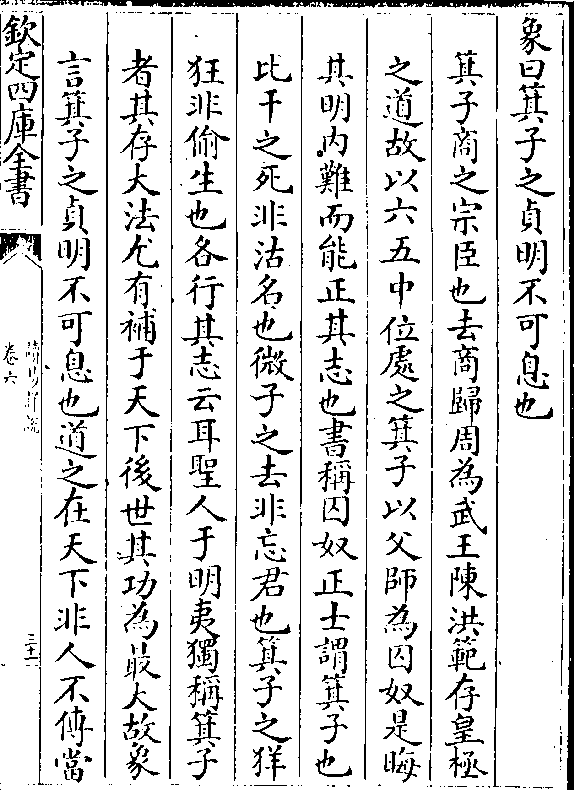 象曰箕子之貞明不可息也
箕子商之宗臣也去商歸周為武王陳洪範存皇極
之道故以六五中位處之箕子以父師為囚奴是晦
其明内難而能正其志也書稱囚奴正士謂箕子也
比干之死非沽名也微子之去非忘君也箕子之佯
狂非偷生也各行其志云耳聖人于明夷獨稱箕子
者其存大法尤有補于天下後世其功為最大故象
言箕子之貞明不可息也道之在天下非人不傳當
欽定四庫全書
讀易詳說
卷六
三十一